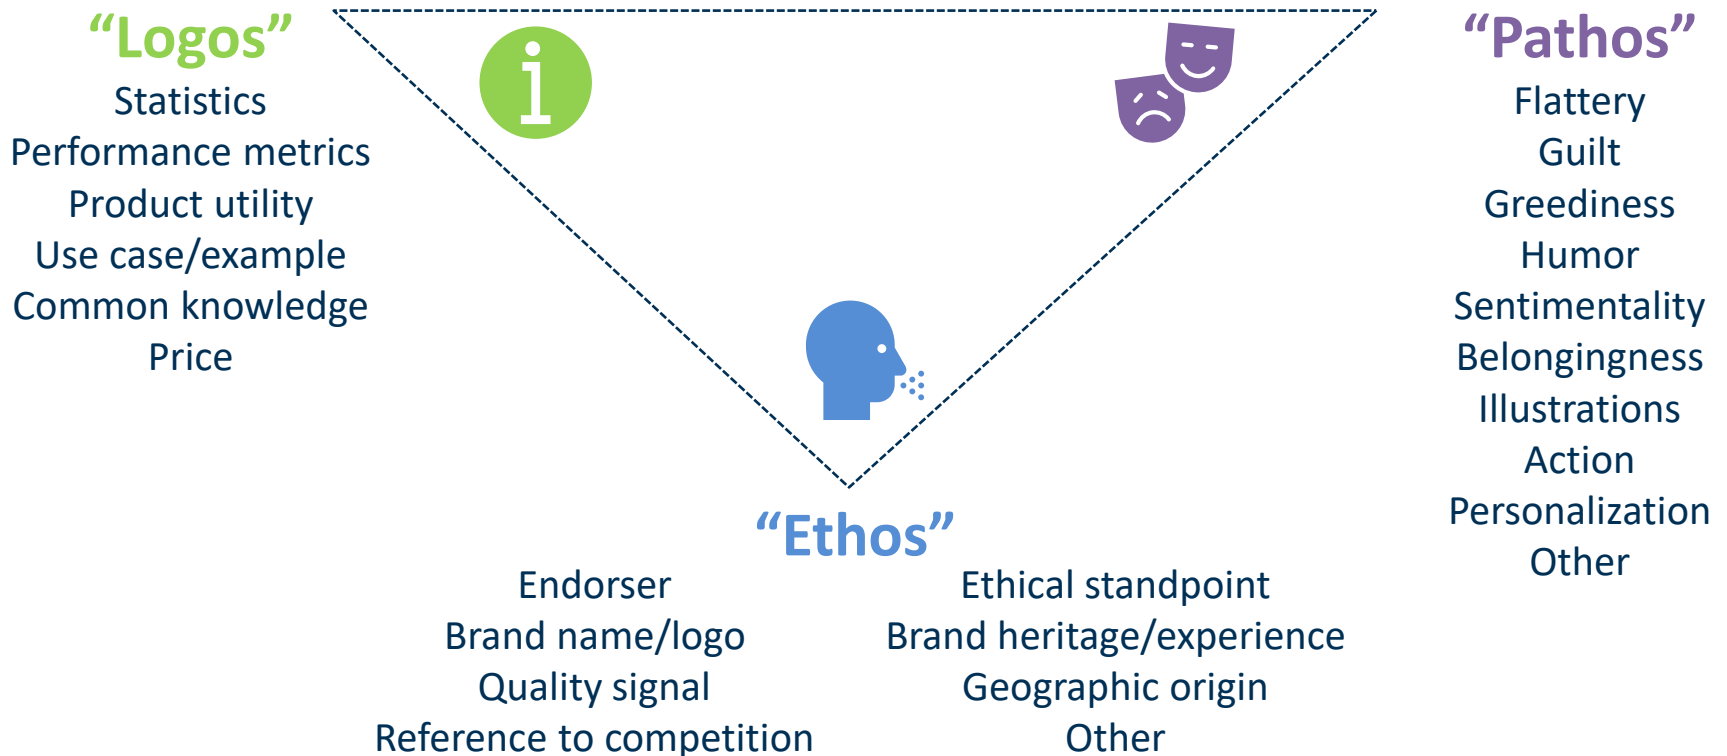 “Logos”
Statistics
Performance metrics
Product utility
Use case/example
Common knowledge
Price
“Pathos”
Flattery
Guilt
Greediness
Humor
Sentimentality
Belongingness
Illustrations
Action
Personalization
Other
“Ethos”
Endorser
Brand name/logo
Quality signal
Reference to competition
Ethical standpoint
Brand heritage/experience
Geographic origin
Other